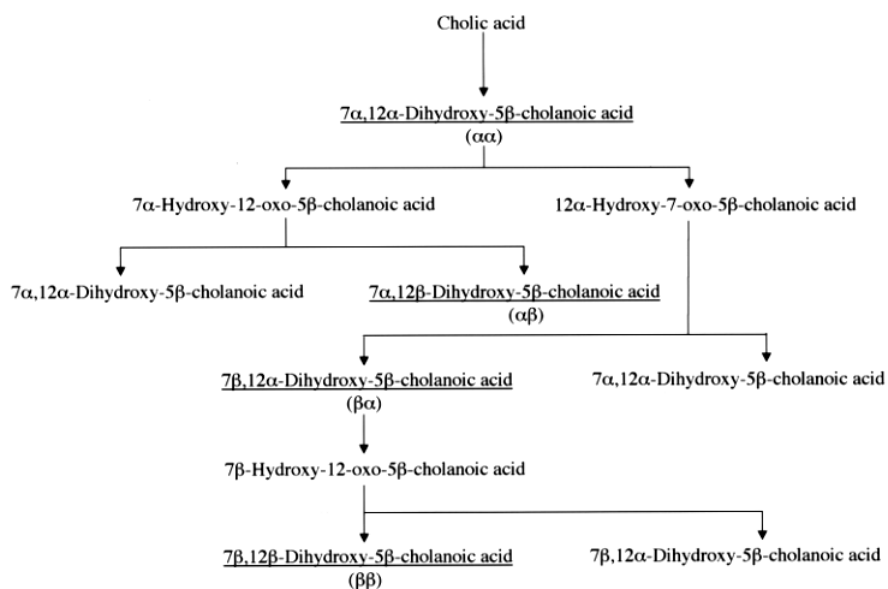 Cholic acid
7α,12α-Dihydroxy-5β-cholanoic acid
(αα)
7α-Hydroxy-12-oxo-5β-cholanoic acid
12α-Hydroxy-7-oxo-5β-cholanoic acid
7α,12α-Dihydroxy-5β-cholanoic acid
7α,12β-Dihydroxy-5β-cholanoic acid
(αβ)
7β,12α-Dihydroxy-5β-cholanoic acid
(βα)
7α,12α-Dihydroxy-5β-cholanoic acid
7β-Hydroxy-12-oxo-5β-cholanoic acid
7β,12β-Dihydroxy-5β-cholanoic acid
(ββ)
7β,12α-Dihydroxy-5β-cholanoic acid